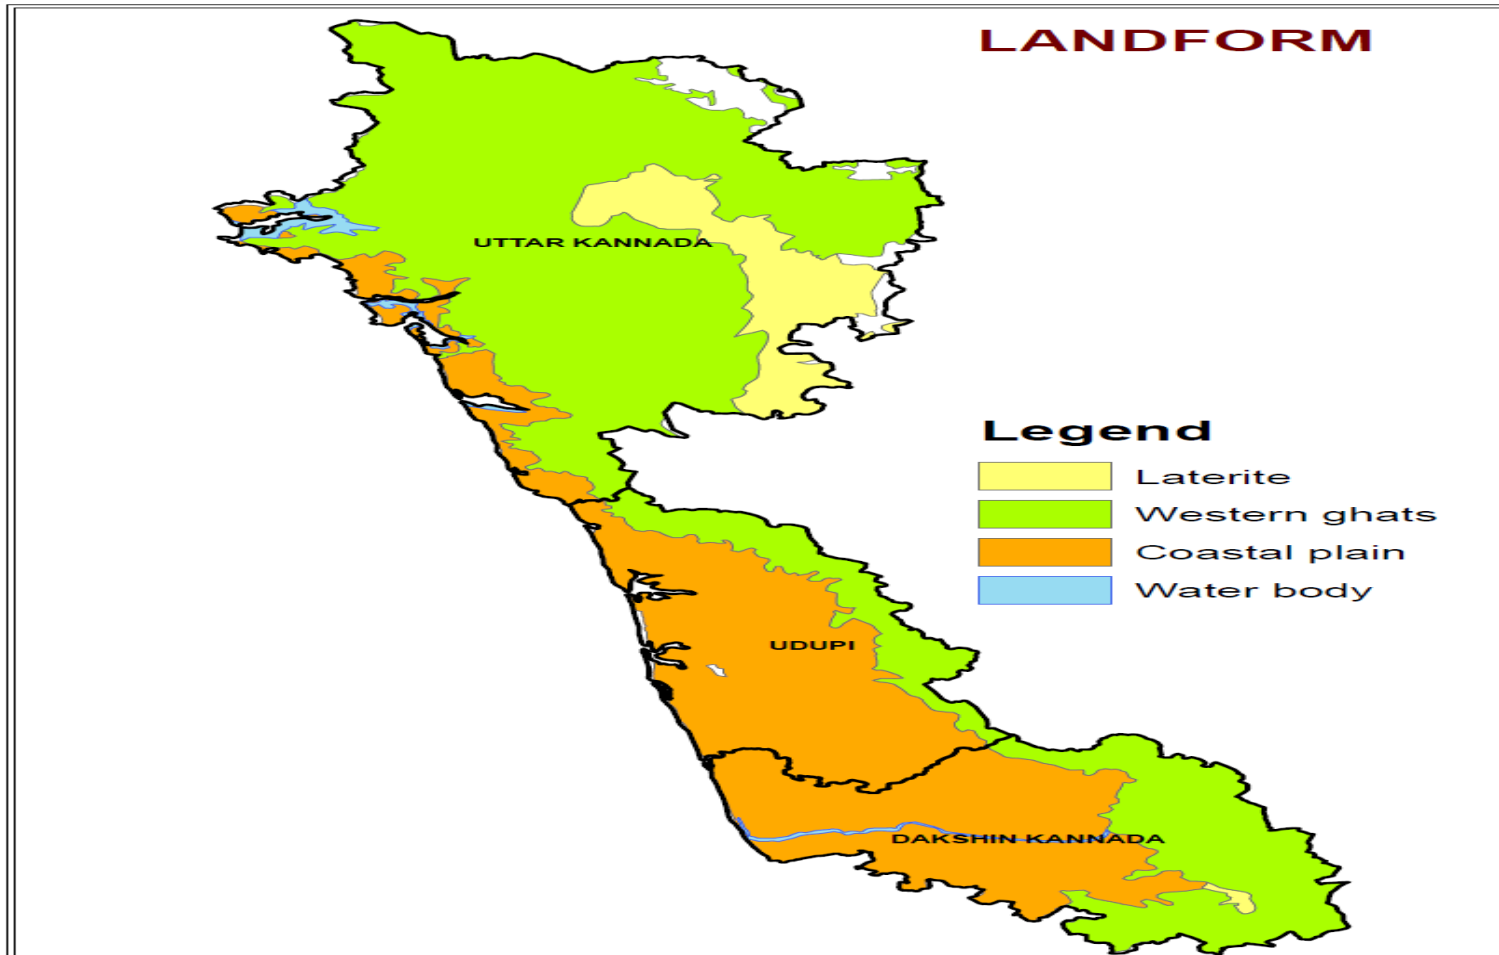 LANDFORM
UTTAR KANNADA
Legend
Laterite
Western ghats
Coastal plain
Water body
UDUPI
DAKSHIN KANNADA